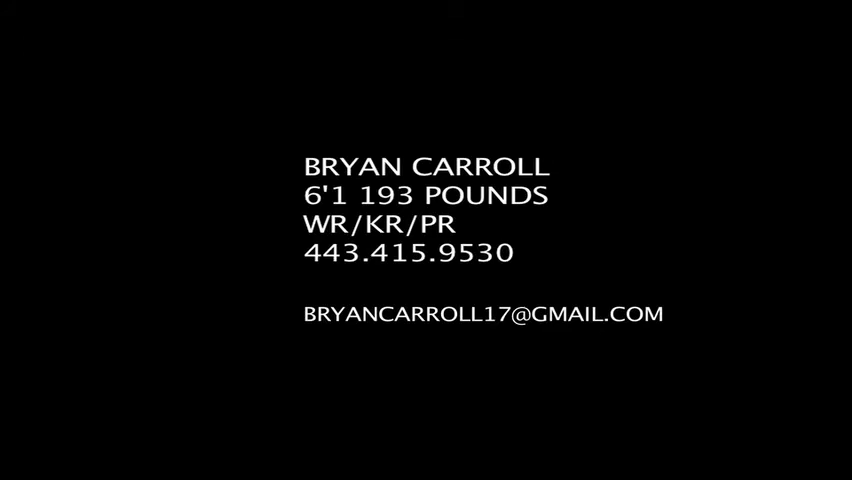 BRYAN CARROLL
6'1 193 POUNDS
WR/KR/PR
443.415.9530
BRYANCARROLL17@GMAIL.COM